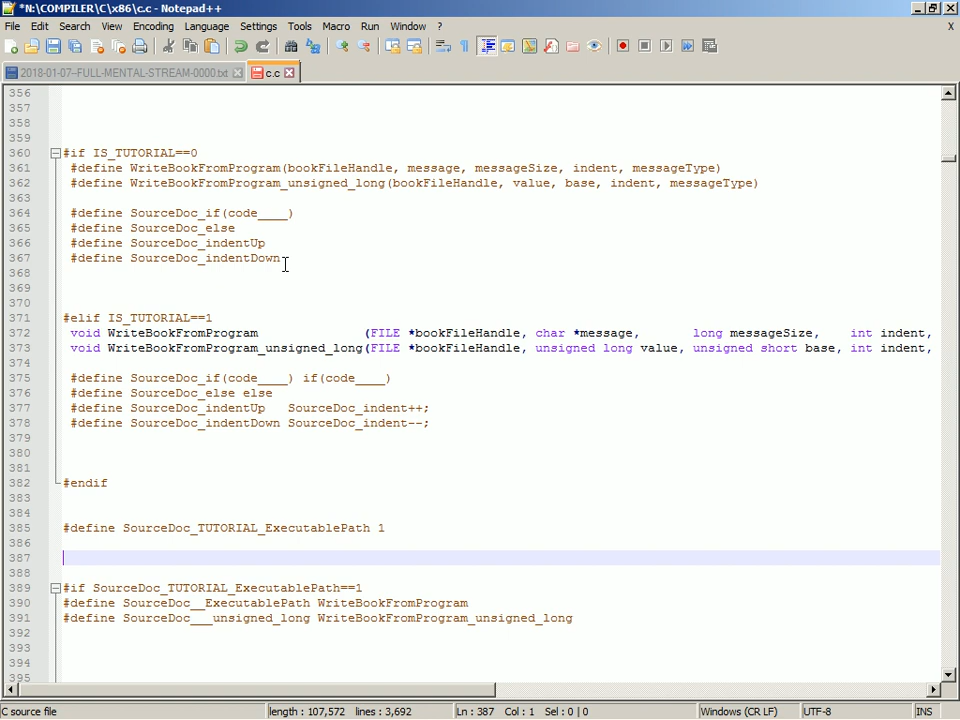 *N:\COMPILER\C\x86\c.c - Notepad++
File Edit Search View Encoding Language Settings Tools Macro Run Window ? X
2018-01-07--FULL-MENTAL-STREAM-0000.txt c.c
356
357
358
359
360 #if IS_TUTORIAL==0
361 #define WriteBookFromProgram(bookFileHandle, message, messageSize, indent, messageType)
362 #define WriteBookFromProgram_unsigned_long(bookFileHandle, value, base, indent, messageType)
363
364 #define SourceDoc_if(code____)
365 #define SourceDoc_else
366 #define SourceDoc_indentUp
367 #define SourceDoc_indentDown
368
369
370
371 #elif IS_TUTORIAL==1
372 void WriteBookFromProgram (FILE *bookFileHandle, char *message, long messageSize, int indent,
373 void WriteBookFromProgram_unsigned_long(FILE *bookFileHandle, unsigned long value, unsigned short base, int indent,
374
375 #define SourceDoc_if(code____) if(code____)
376 #define SourceDoc_else else
377 #define SourceDoc_indentUp SourceDoc_indent++;
378 #define SourceDoc_indentDown SourceDoc_indent--;
379
380
381
382 #endif
383
384
385 #define SourceDoc_TUTORIAL_ExecutablePath 1
386
387
388
389 #if SourceDoc_TUTORIAL_ExecutablePath==1
390 #define SourceDoc__ExecutablePath WriteBookFromProgram
391 #define SourceDoc___unsigned_long WriteBookFromProgram_unsigned_long
392
393
394
395
C source file length : 107,572 lines : 3,692 Ln : 387 Col : 1 Sel : 0 | 0 Windows (CR LF) UTF-8 INS